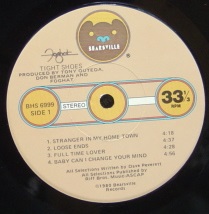 BEARSVILLE
Foghat
TIGHT SHOES
PRODUCED BY TONY OUTEDA,
DON BERMAN AND
FOGHAT.
BHS 6999
SIDE 1
STEREO
33⅓
RPM
1. STRANGER IN MY HOME TOWN 4:16
2. LOOSE ENDS 4:37
3. FULL TIME LOVER 4:28
4. BABY CAN I CHANGE YOUR MIND 4:56
All Selections Written by Dave Peverett
All Selections Published by
Riff Bros. Music-ASCAP
©1980 Bearsville
Records